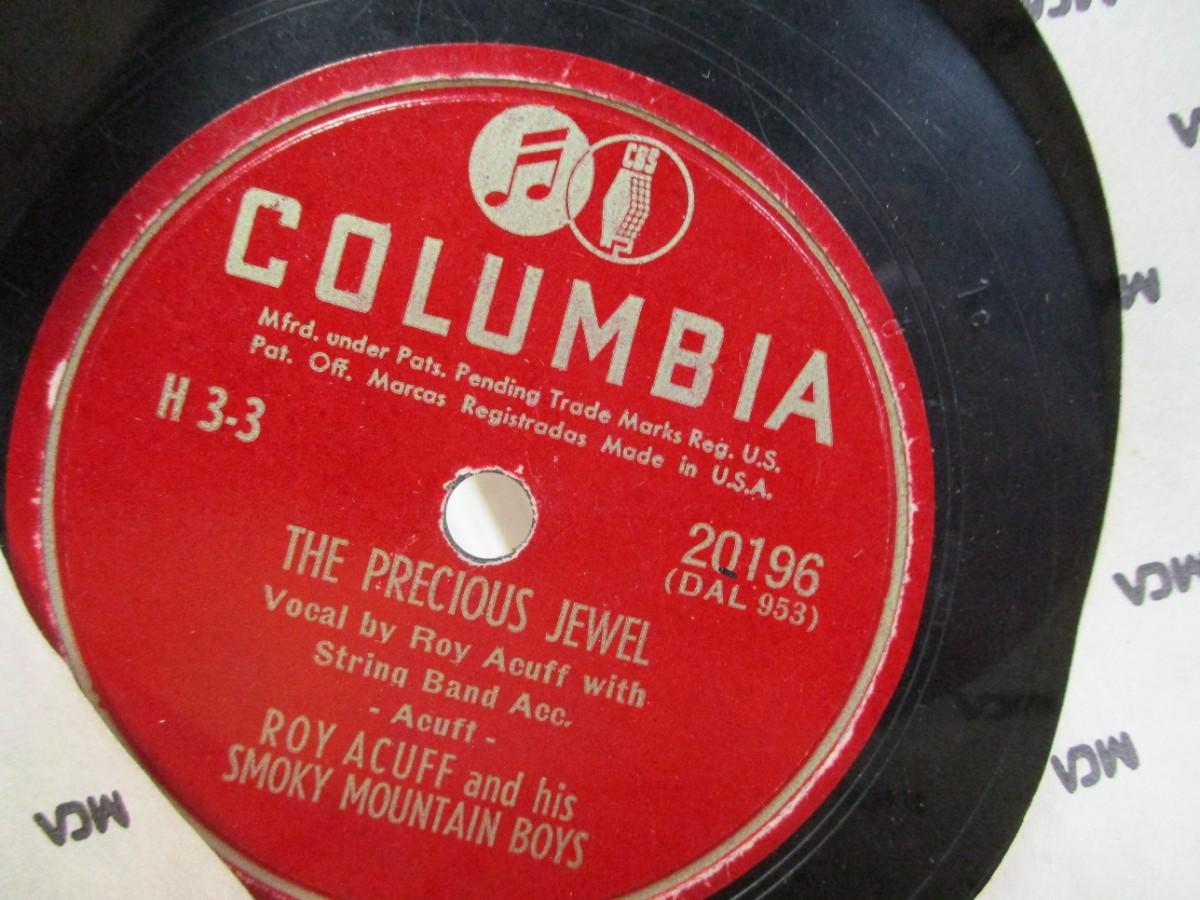 CBS
COLUMBIA
Mfrd. under Pats. Pending Trade Marks Reg. U.S.
Pat. Off. Marcas Registradas Made in U.S.A.
H 3-3
20196
(DAL 953)
THE PRECIOUS JEWEL
Vocal by Roy Acuff with
String Band Acc.
- Acuff -
ROY ACUFF and his
SMOKY MOUNTAIN BOYS
MCA
MCA
MCA
MCA
MCA
MCA